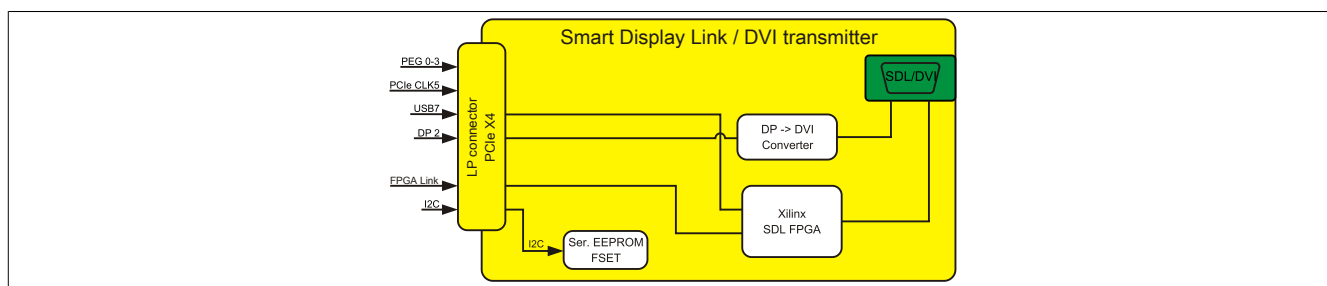 Smart Display Link / DVI transmitter
SDL/DVI
PEG 0-3
PCIe CLK5
USB7
DP 2
FPGA Link
I2C
LP connector
PCIe X4
DP -> DVI
Converter
Xilinx
SDL FPGA
I2C
Ser. EEPROM
FSET